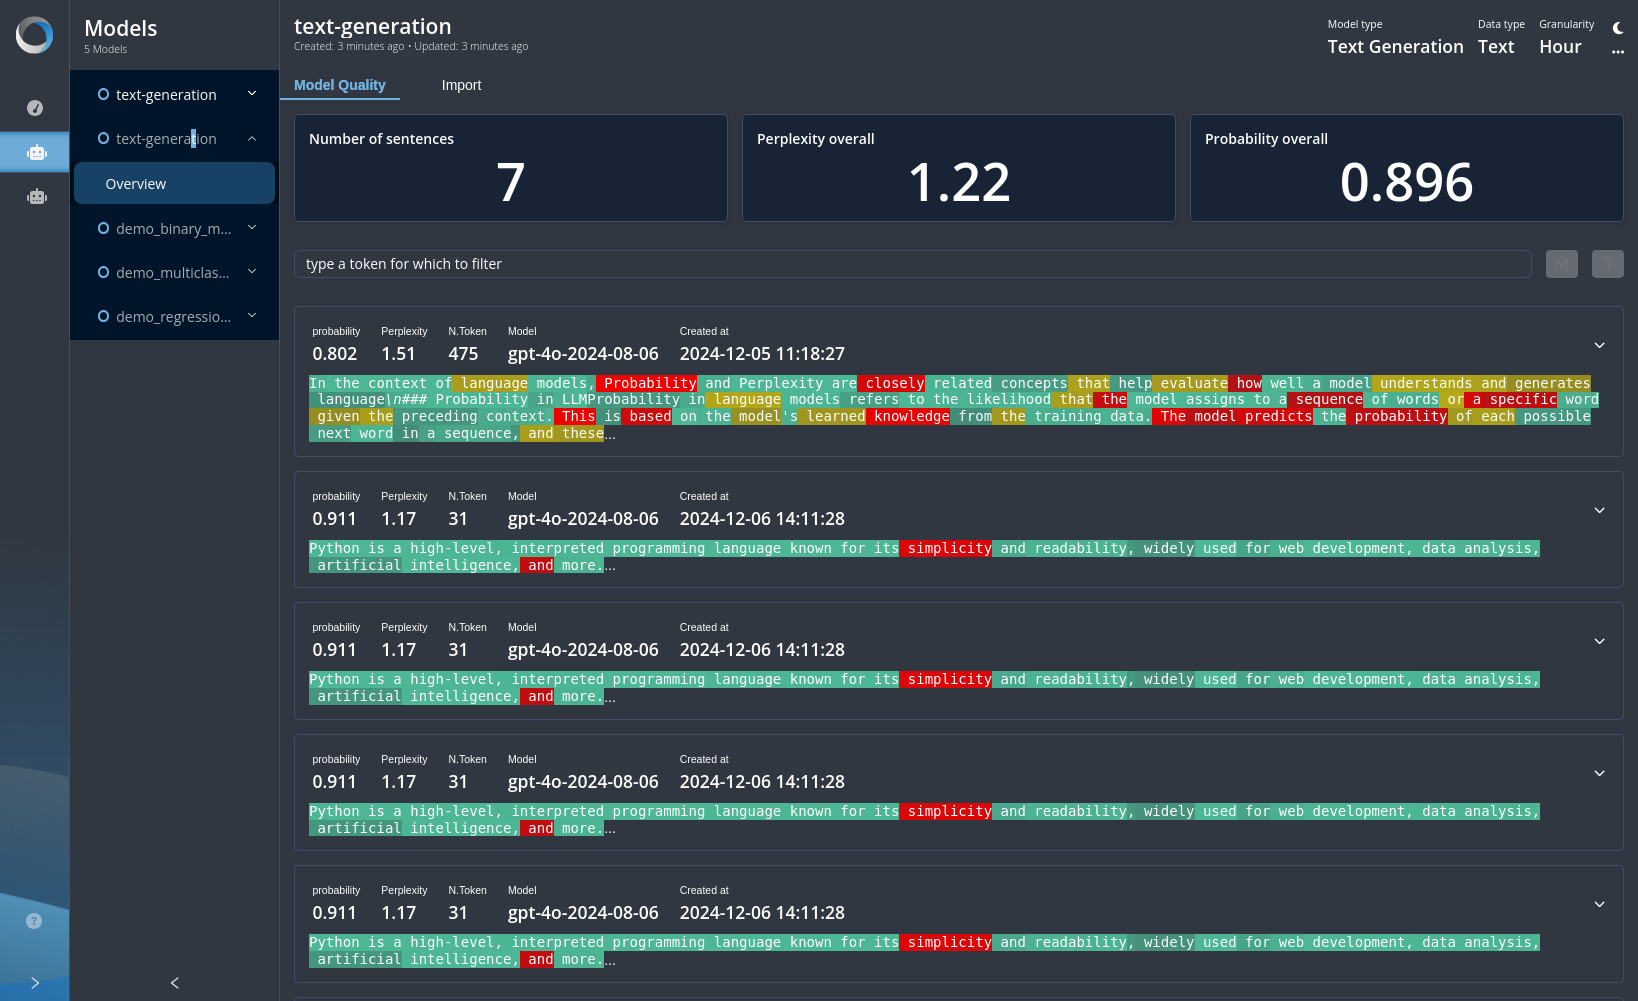 Models
5 Models
text-generation
text-generation
Overview
demo_binary_m...
demo_multiclas...
demo_regressio...
text-generation
Created: 3 minutes ago • Updated: 3 minutes ago
Model type
Text Generation
Data type
Text
Granularity
Hour
...
Model Quality
Import
Number of sentences
7
Perplexity overall
1.22
Probability overall
0.896
type a token for which to filter
M
T
probability Perplexity N.Token Model Created at
0.802 1.51 475 gpt-4o-2024-08-06 2024-12-05 11:18:27
In the context of language models, Probability and Perplexity are closely related concepts that help evaluate how well a model understands and generates
language\n### Probability in LLMProbability in language models refers to the likelihood that the model assigns to a sequence of words or a specific word
given the preceding context. This is based on the model's learned knowledge from the training data. The model predicts the probability of each possible
next word in a sequence, and these...
probability Perplexity N.Token Model Created at
0.911 1.17 31 gpt-4o-2024-08-06 2024-12-06 14:11:28
Python is a high-level, interpreted programming language known for its simplicity and readability, widely used for web development, data analysis,
artificial intelligence, and more....
probability Perplexity N.Token Model Created at
0.911 1.17 31 gpt-4o-2024-08-06 2024-12-06 14:11:28
Python is a high-level, interpreted programming language known for its simplicity and readability, widely used for web development, data analysis,
artificial intelligence, and more....
probability Perplexity N.Token Model Created at
0.911 1.17 31 gpt-4o-2024-08-06 2024-12-06 14:11:28
Python is a high-level, interpreted programming language known for its simplicity and readability, widely used for web development, data analysis,
artificial intelligence, and more....
probability Perplexity N.Token Model Created at
0.911 1.17 31 gpt-4o-2024-08-06 2024-12-06 14:11:28
Python is a high-level, interpreted programming language known for its simplicity and readability, widely used for web development, data analysis,
artificial intelligence, and more....
?